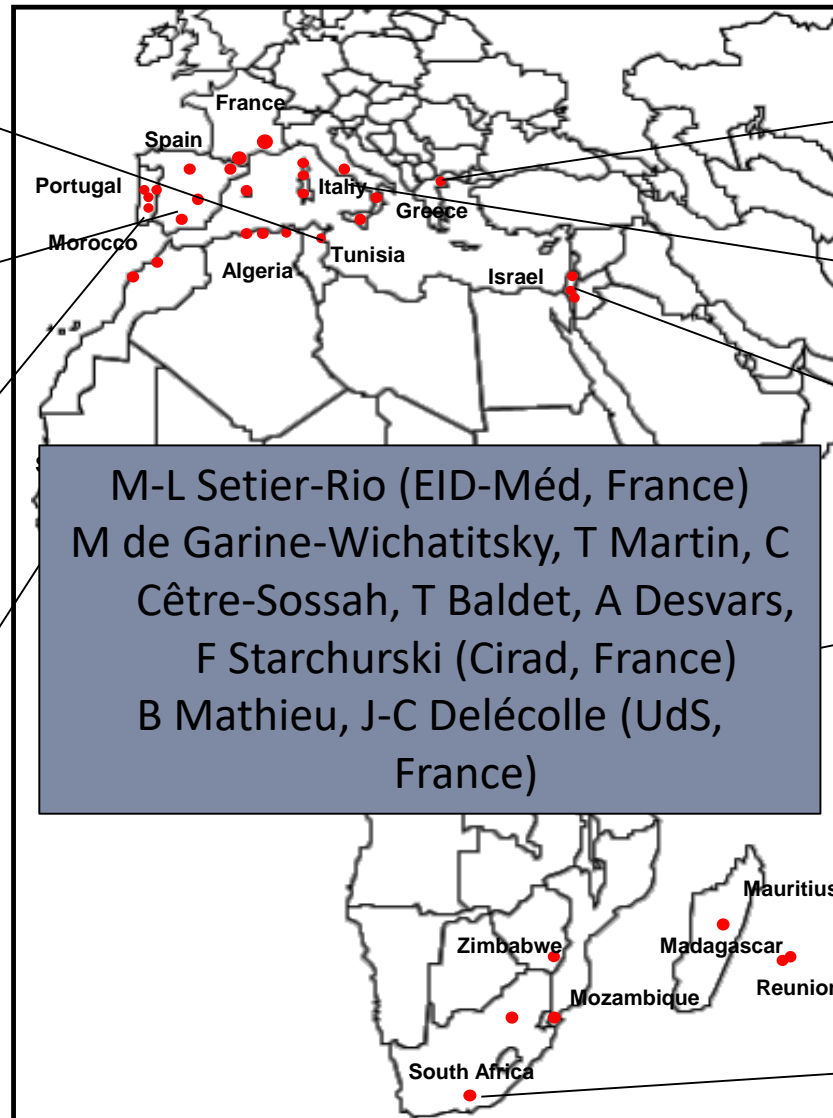 France
Spain
Portugal
Italiy
Greece
Morocco
Tunisia
Algeria
Israel
M-L Setier-Rio (EID-Méd, France)
M de Garine-Wichatitsky, T Martin, C
Cêtre-Sossah, T Baldet, A Desvars,
F Starchurski (Cirad, France)
B Mathieu, J-C Delécolle (UdS,
France)
Mauritius
Zimbabwe
Madagascar
Reunion
Mozambique
South Africa